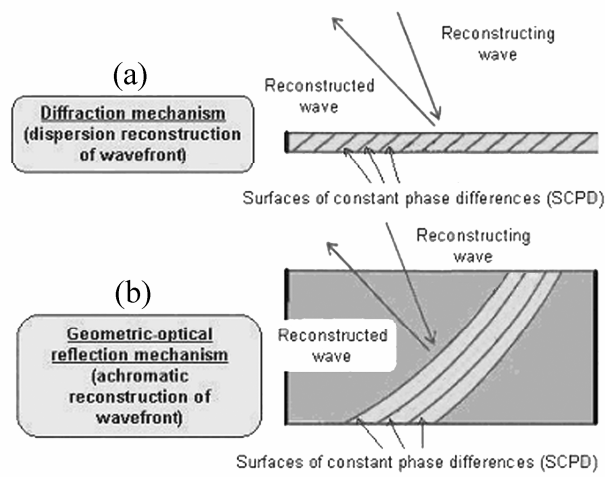 (a)
Diffraction mechanism
(dispersion reconstruction
of wavefront)
Reconstructing
wave
Reconstructed
wave
Surfaces of constant phase differences (SCPD)
(b)
Geometric-optical
reflection mechanism
(achromatic
reconstruction of
wavefront)
Reconstructing
wave
Reconstructed
wave
Surfaces of constant phase differences (SCPD)